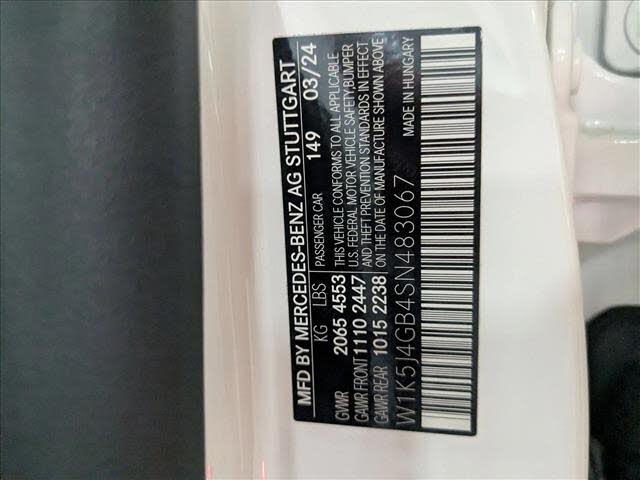 MFD BY MERCEDES-BENZ AG STUTTGART
KG LBS PASSENGER CAR 149 03/24
GVWR 2065 4553 THIS VEHICLE CONFORMS TO ALL APPLICABLE
GAWR FRONT 1110 2447 U.S. FEDERAL MOTOR VEHICLE SAFETY,BUMPER
GAWR REAR 1015 2238 AND THEFT PREVENTION STANDARDS IN EFFECT
ON THE DATE OF MANUFACTURE SHOWN ABOVE
W1K5J4GB4SN483067 MADE IN HUNGARY